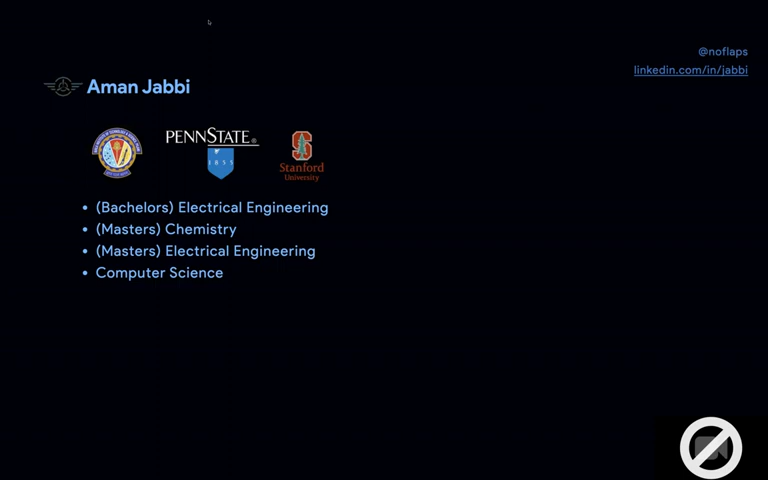 @noflaps
linkedin.com/in/jabbi
Aman Jabbi
PENNSTATE®
1855
Stanford
University
• (Bachelors) Electrical Engineering
• (Masters) Chemistry
• (Masters) Electrical Engineering
• Computer Science